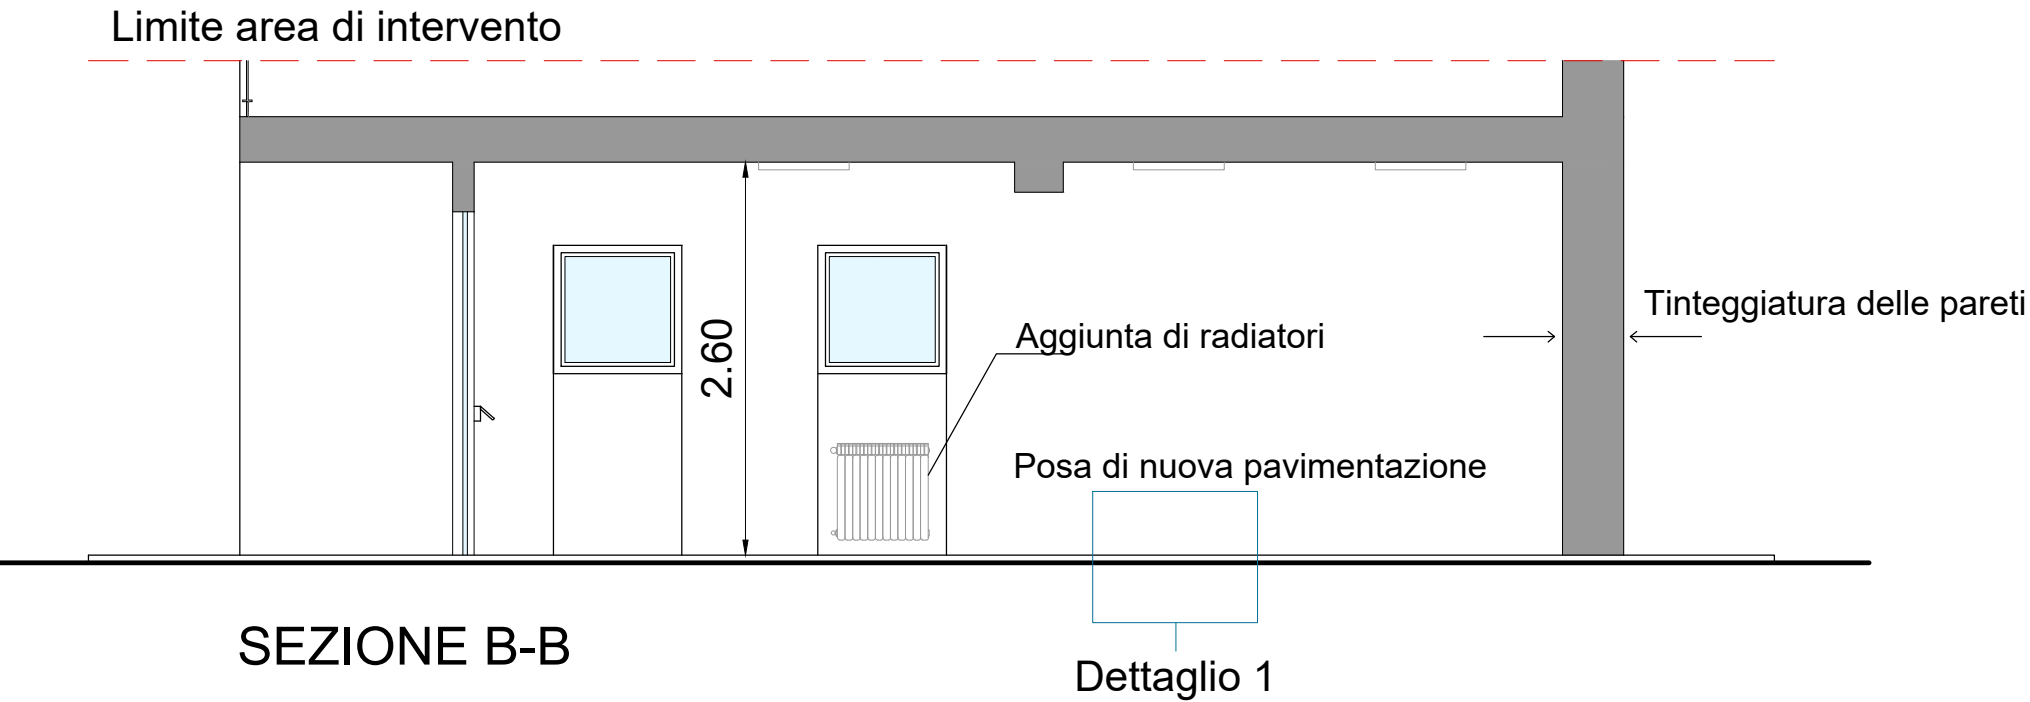 Limite area di intervento
Tinteggiatura delle pareti
2.60
Aggiunta di radiatori
Posa di nuova pavimentazione
SEZIONE B-B
Dettaglio 1